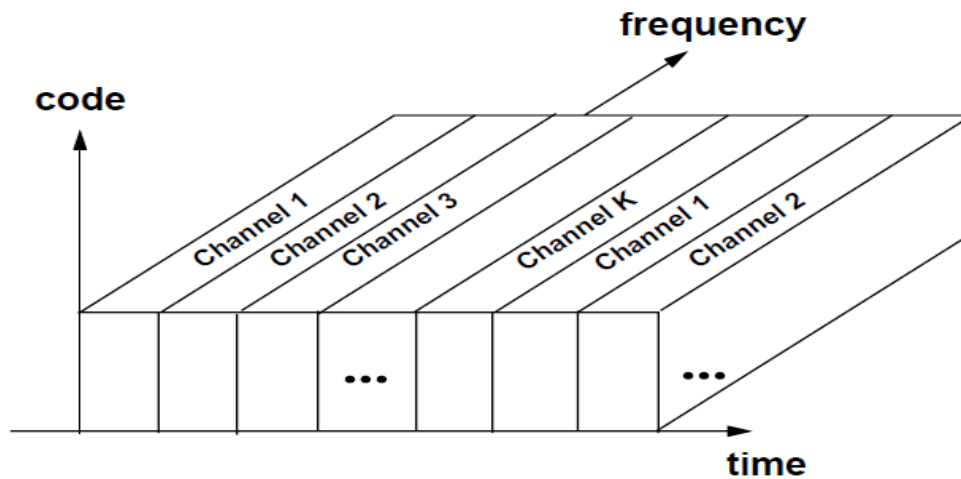 frequency
code
Channel 1
Channel 2
Channel 3
Channel K
Channel 1
Channel 2
...
...
time